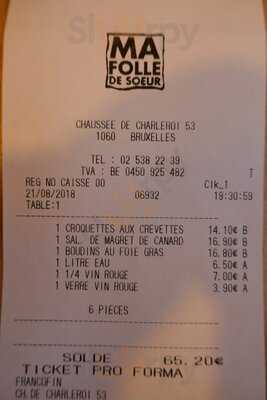 MA
FOLLE
DE SOEUR
CHAUSSEE DE CHARLEROI 53
1060 BRUXELLES
TEL : 02 538 22 39
TVA : BE 0450 925 482 T
REG NO CAISSE 00 Clk_1
21/08/2018 06932 19:30:59
TABLE:1
1 CROQUETTES AUX CREVETTES 14.10€ B
1 SAL. DE MAGRET DE CANARD 16.90€ B
1 BOUDINS AU FOIE GRAS 16.80€ B
1 LITRE EAU 6.50€ A
1 1/4 VIN ROUGE 7.00€ A
1 VERRE VIN ROUGE 3.90€ A
6 PIECES
SOLDE 65.20€
TICKET PRO FORMA
FRANCOFIN
CH. DE CHARLEROI 53